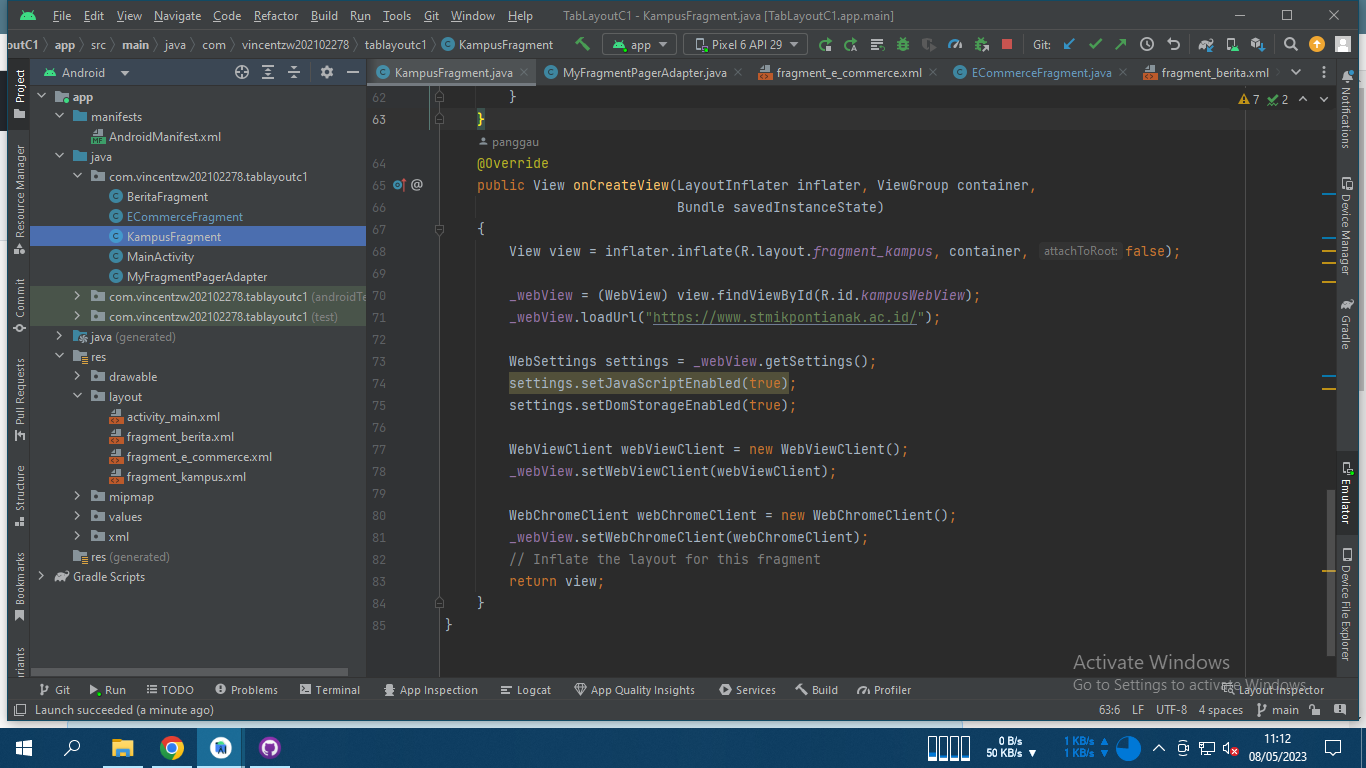 File Edit View Navigate Code Refactor Build Run Tools Git Window Help TabLayoutC1 - KampusFragment.java [TabLayoutC1.app.main]
outC1 app src main java com vincentzw202102278 tablayoutc1 KampusFragment app Pixel 6 API 29 Git:
Android KampusFragment.java MyFragmentPagerAdapter.java fragment_e_commerce.xml ECommerceFragment.java fragment_berita.xml
Project
Resource Manager
Commit
Pull Requests
Structure
Bookmarks
riants
app
manifests
AndroidManifest.xml
java
com.vincentzw202102278.tablayoutc1
BeritaFragment
ECommerceFragment
KampusFragment
MainActivity
MyFragmentPagerAdapter
com.vincentzw202102278.tablayoutc1 (androidTe
com.vincentzw202102278.tablayoutc1 (test)
java (generated)
res
drawable
layout
activity_main.xml
fragment_berita.xml
fragment_e_commerce.xml
fragment_kampus.xml
mipmap
values
xml
res (generated)
Gradle Scripts
7 2
62 }
63 }
panggau
64 @Override
65 public View onCreateView(LayoutInflater inflater, ViewGroup container,
66 Bundle savedInstanceState)
67 {
68 View view = inflater.inflate(R.layout.fragment_kampus, container, attachToRoot: false);
69
70 _webView = (WebView) view.findViewById(R.id.kampusWebView);
71 _webView.loadUrl("https://www.stmikpontianak.ac.id/");
72
73 WebSettings settings = _webView.getSettings();
74 settings.setJavaScriptEnabled(true);
75 settings.setDomStorageEnabled(true);
76
77 WebViewClient webViewClient = new WebViewClient();
78 _webView.setWebViewClient(webViewClient);
79
80 WebChromeClient webChromeClient = new WebChromeClient();
81 _webView.setWebChromeClient(webChromeClient);
82 // Inflate the layout for this fragment
83 return view;
84 }
85 }
Notifications
Device Manager
Gradle
Emulator
Device File Explorer
Activate Windows
Go to Settings to activate Windows.
Git Run TODO Problems Terminal App Inspection Logcat App Quality Insights Services Build Profiler Layout Inspector
Launch succeeded (a minute ago) 63:6 LF UTF-8 4 spaces main
0 B/s
50 KB/s
1 KB/s
1 KB/s
11:12
08/05/2023